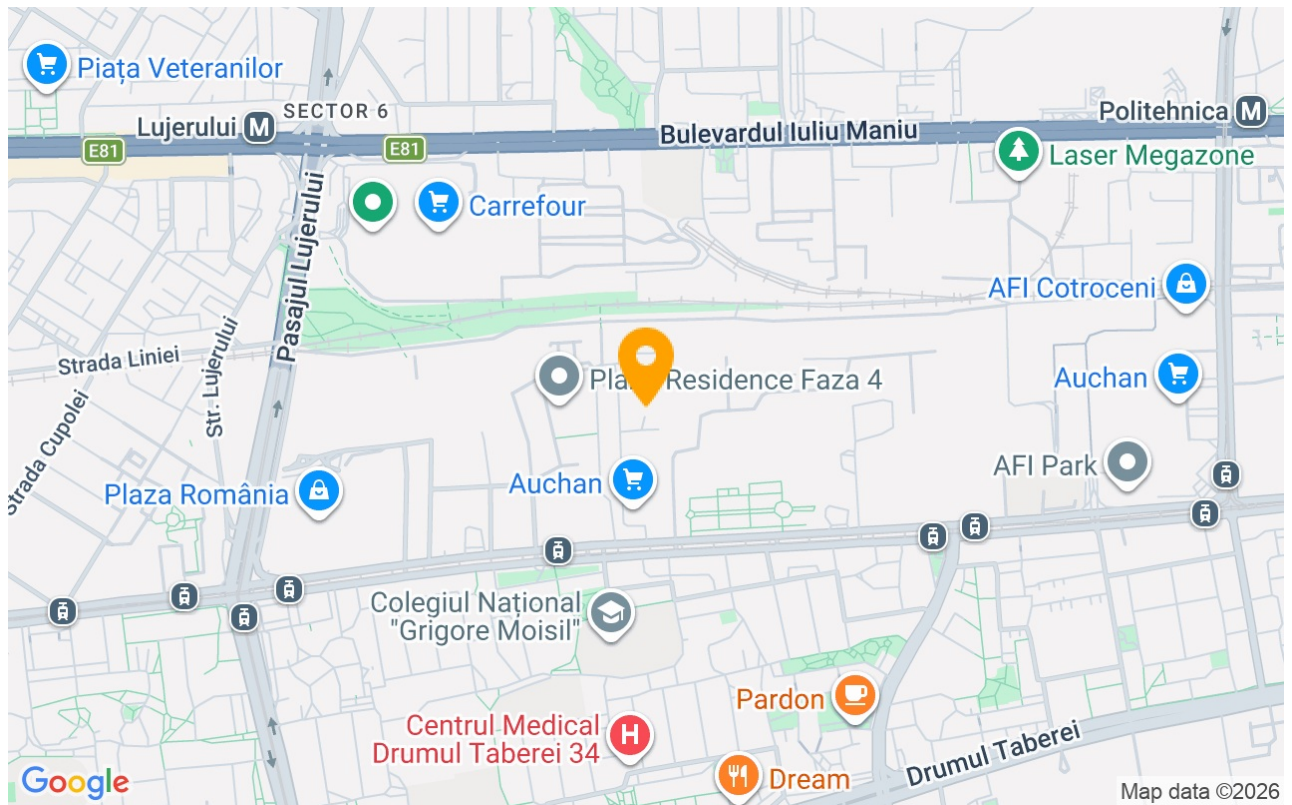 Piața Veteranilor
SECTOR 6
Lujerului M
Politehnica M
Bulevardul Iuliu Maniu
E81
E81
Laser Megazone
Carrefour
Pasajul Lujerului
AFI Cotroceni
Strada Liniei
Str. Lujerului
Residence Faza 4
Auchan
Strada Cupolei
AFI Park
Auchan
Plaza România
Colegiul Național
"Grigore Moisil"
Pardon
Centrul Medical
Drumul Taberei 34
H
Drumul Taberei
Dream
Google
Map data ©2026